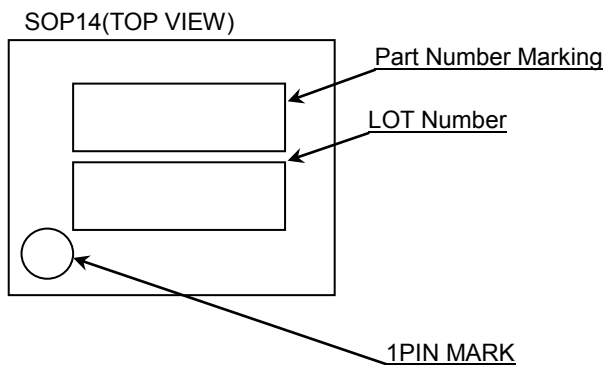 SOP14(TOP VIEW)
Part Number Marking
LOT Number
1PIN MARK